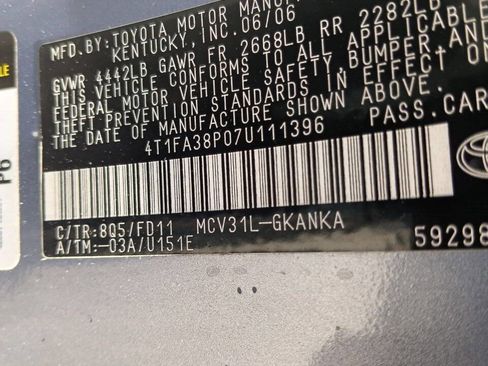 MFD. BY: TOYOTA MOTOR MANU
KENTUCKY, INC. 06/06
GVWR 4442LB GAWR FR 2668LB RR 2282LB
THIS VEHICLE CONFORMS TO ALL APPLICABLE
FEDERAL MOTOR VEHICLE SAFETY, BUMPER, AND
THEFT PREVENTION STANDARDS IN EFFECT ON
THE DATE OF MANUFACTURE SHOWN ABOVE.
4T1FA38P07U111396 PASS.CAR
C/TR:8Q5/FD11 MCV31L-GKANKA
A/TM:-03A/U151E 59298
TOYOTA
P6